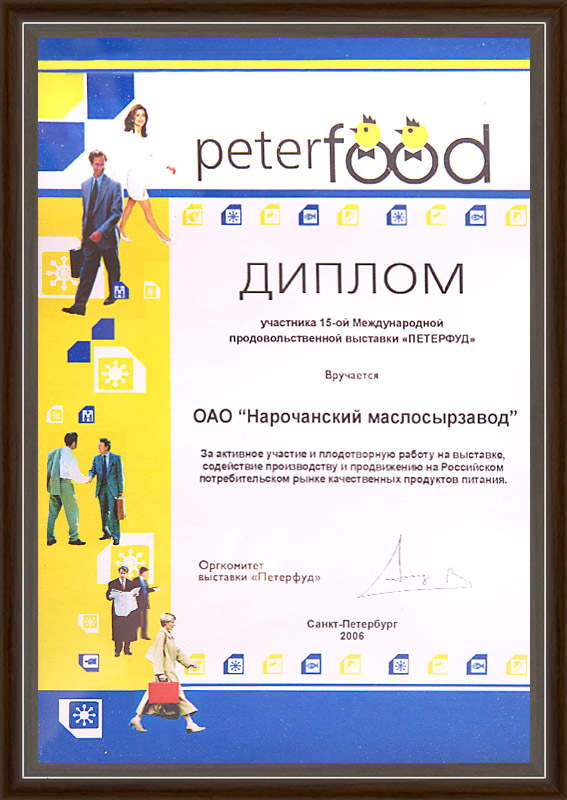 peterfood
ДИПЛОМ
участника 15-ой Международной
продовольственной выставки «ПЕТЕРФУД»
Вручается
ОАО “Нарочанский маслосырзавод”
За активное участие и плодотворную работу на выставке,
содействие производству и продвижению на Российском
потребительском рынке качественных продуктов питания.
Оргкомитет
выставки «Петерфуд»
Санкт-Петербург
2006